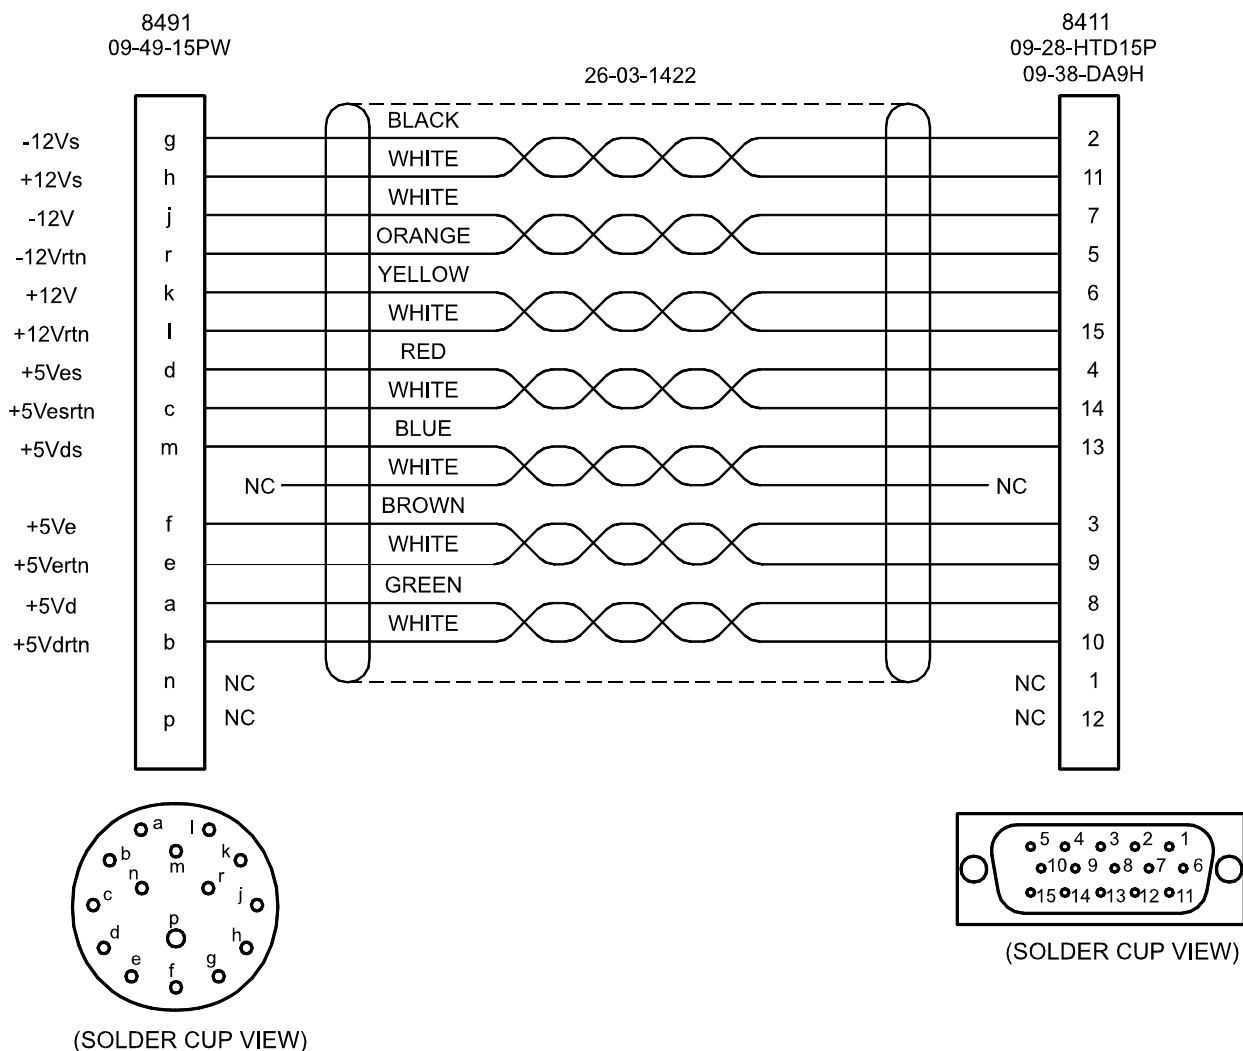 8491
09-49-15PW
8411
09-28-HTD15P
09-38-DA9H
26-03-1422
BLACK
-12Vs g 2
WHITE
+12Vs h 11
WHITE
-12V j 7
ORANGE
-12Vrtn r 5
YELLOW
+12V k 6
WHITE
+12Vrtn l 15
RED
+5Ves d 4
WHITE
+5Vesrtn c 14
BLUE
+5Vds m 13
WHITE
NC NC
BROWN
+5Ve f 3
WHITE
+5Vertn e 9
GREEN
+5Vd a 8
WHITE
+5Vdrtn b 10
n NC NC 1
p NC NC 12
a l
b m k
n r
c j
p
d h
e f g
(SOLDER CUP VIEW)
5 4 3 2 1
10 9 8 7 6
15 14 13 12 11
(SOLDER CUP VIEW)